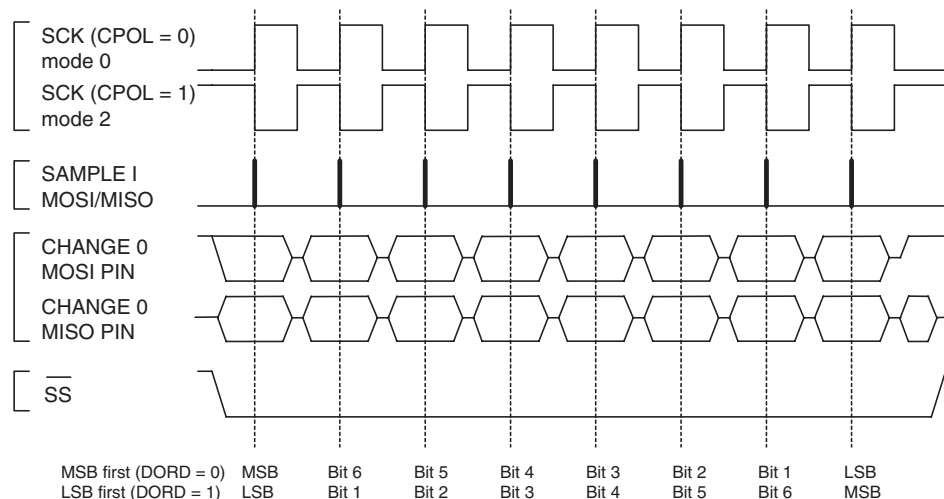 SCK (CPOL = 0)
mode 0
SCK (CPOL = 1)
mode 2
SAMPLE I
MOSI/MISO
CHANGE 0
MOSI PIN
CHANGE 0
MISO PIN
SS
MSB first (DORD = 0) MSB Bit 6 Bit 5 Bit 4 Bit 3 Bit 2 Bit 1 LSB
LSB first (DORD = 1) LSB Bit 1 Bit 2 Bit 3 Bit 4 Bit 5 Bit 6 MSB